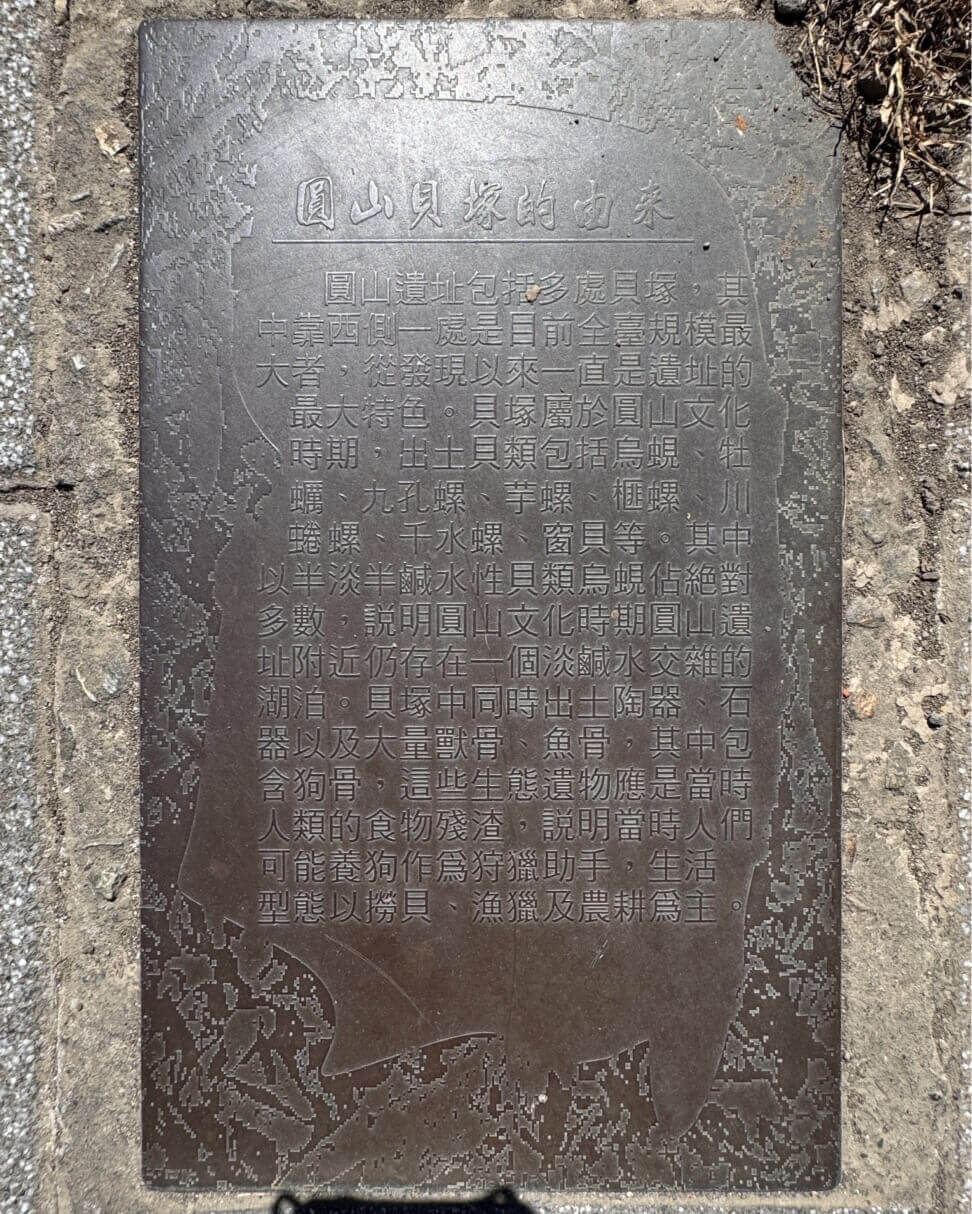 圓山貝塚的由来
圓山遺址包括多處貝塚，其
中靠西側一處是目前全臺規模最
大者，從發現以來一直是遺址的
最大特色。貝塚屬於圓山文化
時期，出土貝類包括烏蜆、牡
蠣、九孔螺、芋螺、榧螺、川
蜷螺、千水螺、窗貝等。其中
以半淡半鹹水性貝類烏蜆佔絕對
多數，説明圓山文化時期圓山遺
址附近仍存在一個淡鹹水交雜的
湖泊。貝塚中同時出土陶器、石
器以及大量獸骨、魚骨，其中包
含狗骨，這些生態遺物應是當時
人類的食物殘渣，説明當時人們
可能養狗作爲狩獵助手，生活
型態以撈貝、漁獵及農耕爲主。